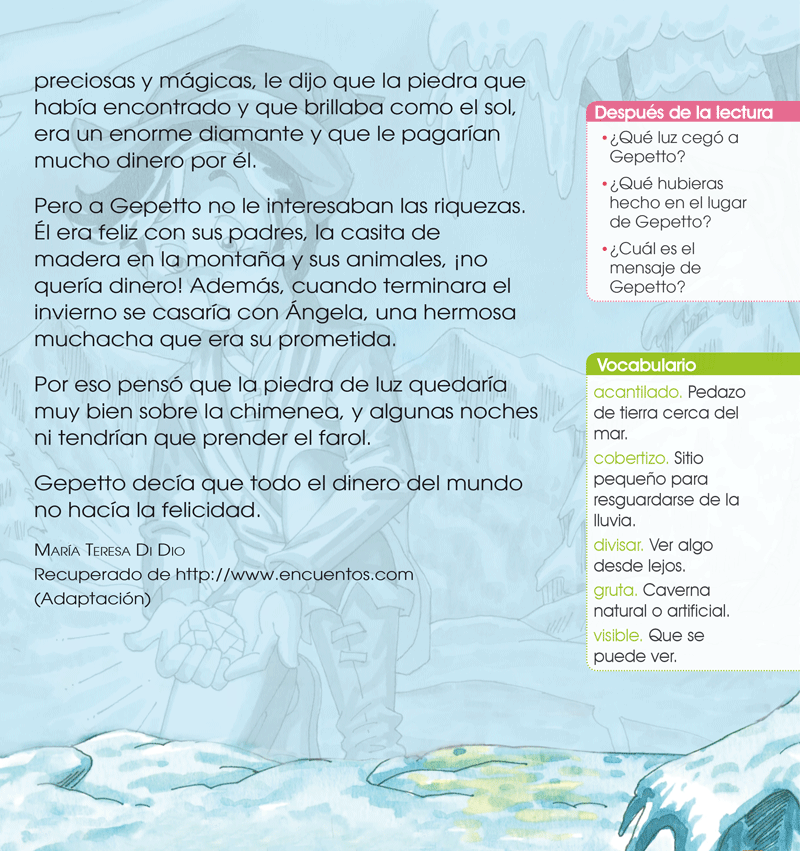 preciosas y mágicas, le dijo que la piedra que
había encontrado y que brillaba como el sol,
era un enorme diamante y que le pagarían
mucho dinero por él.
Pero a Gepetto no le interesaban las riquezas.
Él era feliz con sus padres, la casita de
madera en la montaña y sus animales, ¡no
quería dinero! Además, cuando terminara el
invierno se casaría con Ángela, una hermosa
muchacha que era su prometida.
Por eso pensó que la piedra de luz quedaría
muy bien sobre la chimenea, y algunas noches
ni tendrían que prender el farol.
Gepetto decía que todo el dinero del mundo
no hacía la felicidad.
María Teresa Di Dio
Recuperado de http://www.encuentos.com
(Adaptación)
Después de la lectura
• ¿Qué luz cegó a
Gepetto?
• ¿Qué hubieras
hecho en el lugar
de Gepetto?
• ¿Cuál es el
mensaje de
Gepetto?
Vocabulario
acantilado. Pedazo
de tierra cerca del
mar.
cobertizo. Sitio
pequeño para
resguardarse de la
lluvia.
divisar. Ver algo
desde lejos.
gruta. Caverna
natural o artificial.
visible. Que se
puede ver.